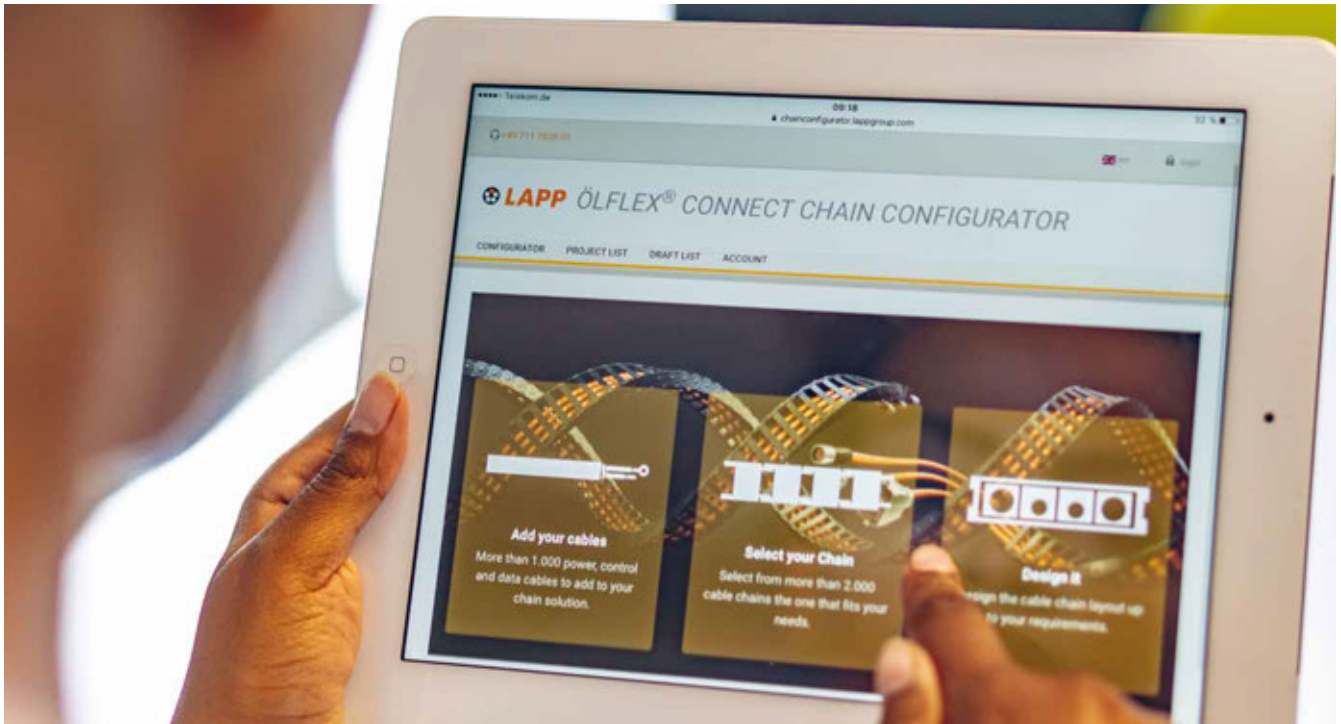 Telekom.de
09:18
chainconfigurator.lappgroup.com
32 %
LAPP ÖLFLEX® CONNECT CHAIN CONFIGURATOR
CONFIGURATOR PROJECT LIST DRAFT LIST ACCOUNT
Add your cables
More than 1.000 power, control
and data cables to add to your
chain solution.
Select your Chain
Select from more than 2.000
cable chains the one that fits your
needs.
Design it
the cable chain layout up
to your requirements.